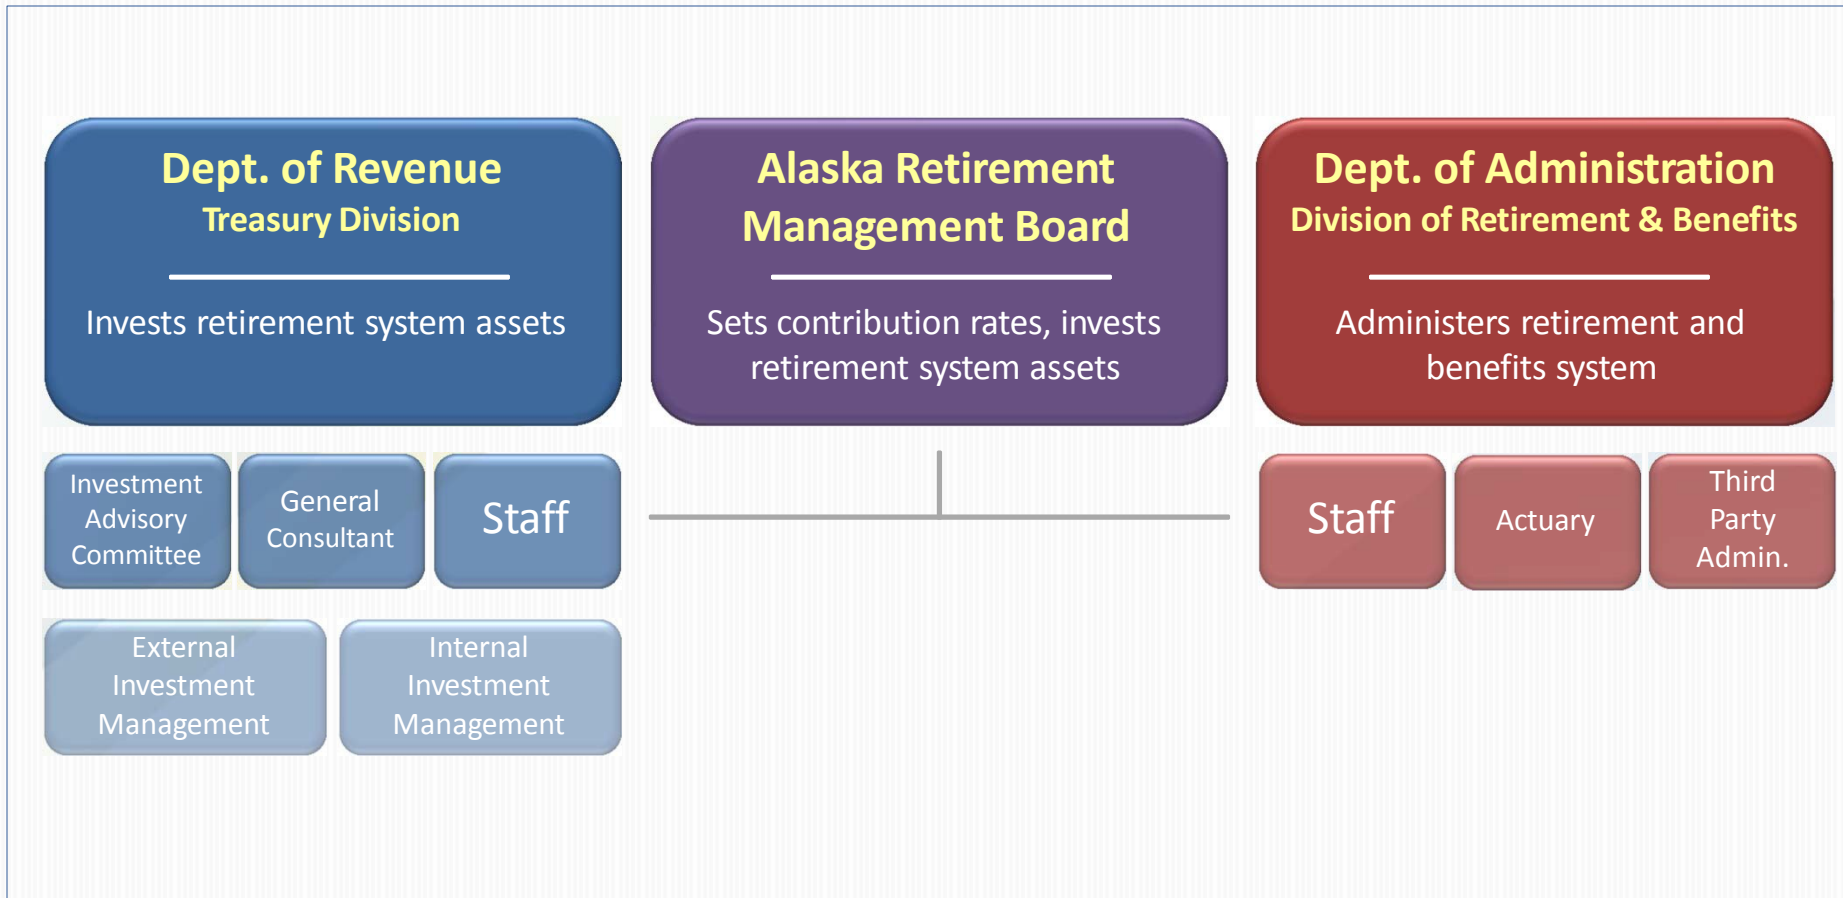 Dept. of Revenue
Treasury Division
Invests retirement system assets
Alaska Retirement
Management Board
Sets contribution rates, invests
retirement system assets
Dept. of Administration
Division of Retirement & Benefits
Administers retirement and
benefits system
Investment
Advisory
Committee
General
Consultant
Staff
Staff
Actuary
Third
Party
Admin.
External
Investment
Management
Internal
Investment
Management